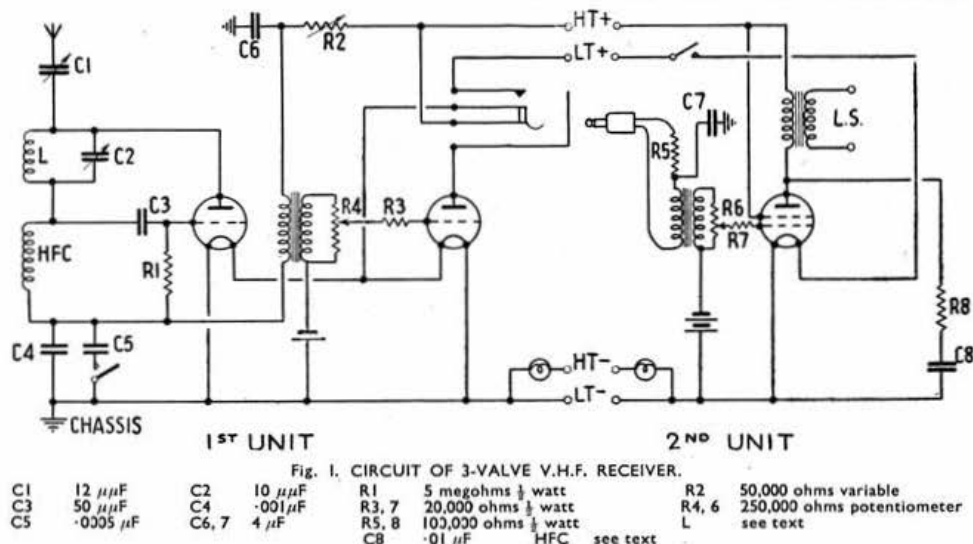 C6
R2
HT+
LT+
C1
C7
L
C2
R5
L.S.
C3
R4
R3
R6
R7
HFC
R1
R8
C4
C5
HT-
C8
LT-
CHASSIS
1ST UNIT
2ND UNIT
Fig. 1. CIRCUIT OF 3-VALVE V.H.F. RECEIVER.
C1 12 μμF C2 10 μμF R1 5 megohms ½ watt R2 50,000 ohms variable
C3 50 μμF C4 ·001μF R3, 7 20,000 ohms ½ watt R4, 6 250,000 ohms potentiometer
C5 ·0005 μF C6, 7 4 μF R5, 8 100,000 ohms ½ watt L see text
C8 ·01 μF HFC see text